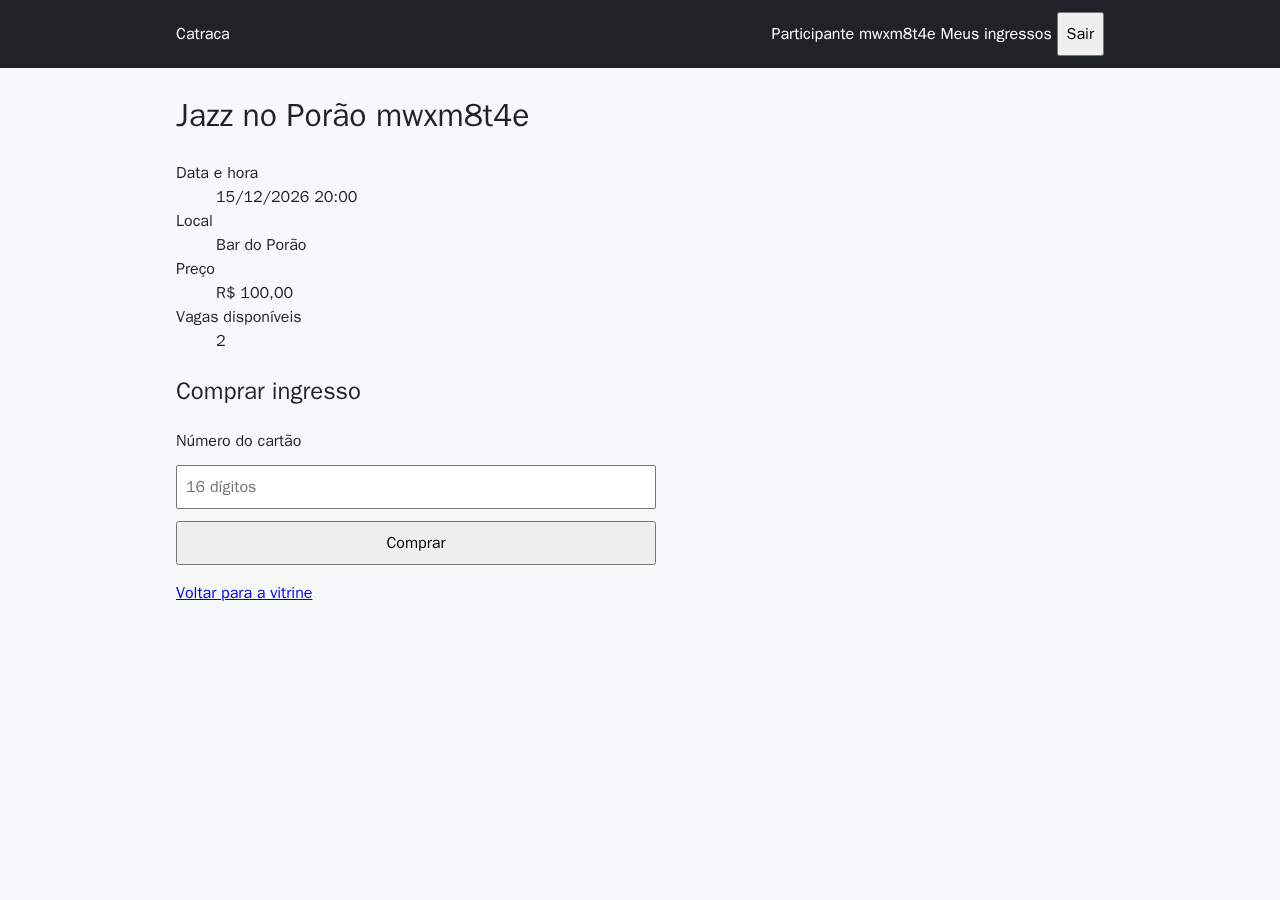 Catraca
Participante mwxm8t4e Meus ingressos Sair
Jazz no Porão mwxm8t4e
Data e hora
15/12/2026 20:00
Local
Bar do Porão
Preço
R$ 100,00
Vagas disponíveis
2
Comprar ingresso
Número do cartão
16 dígitos
Comprar
Voltar para a vitrine